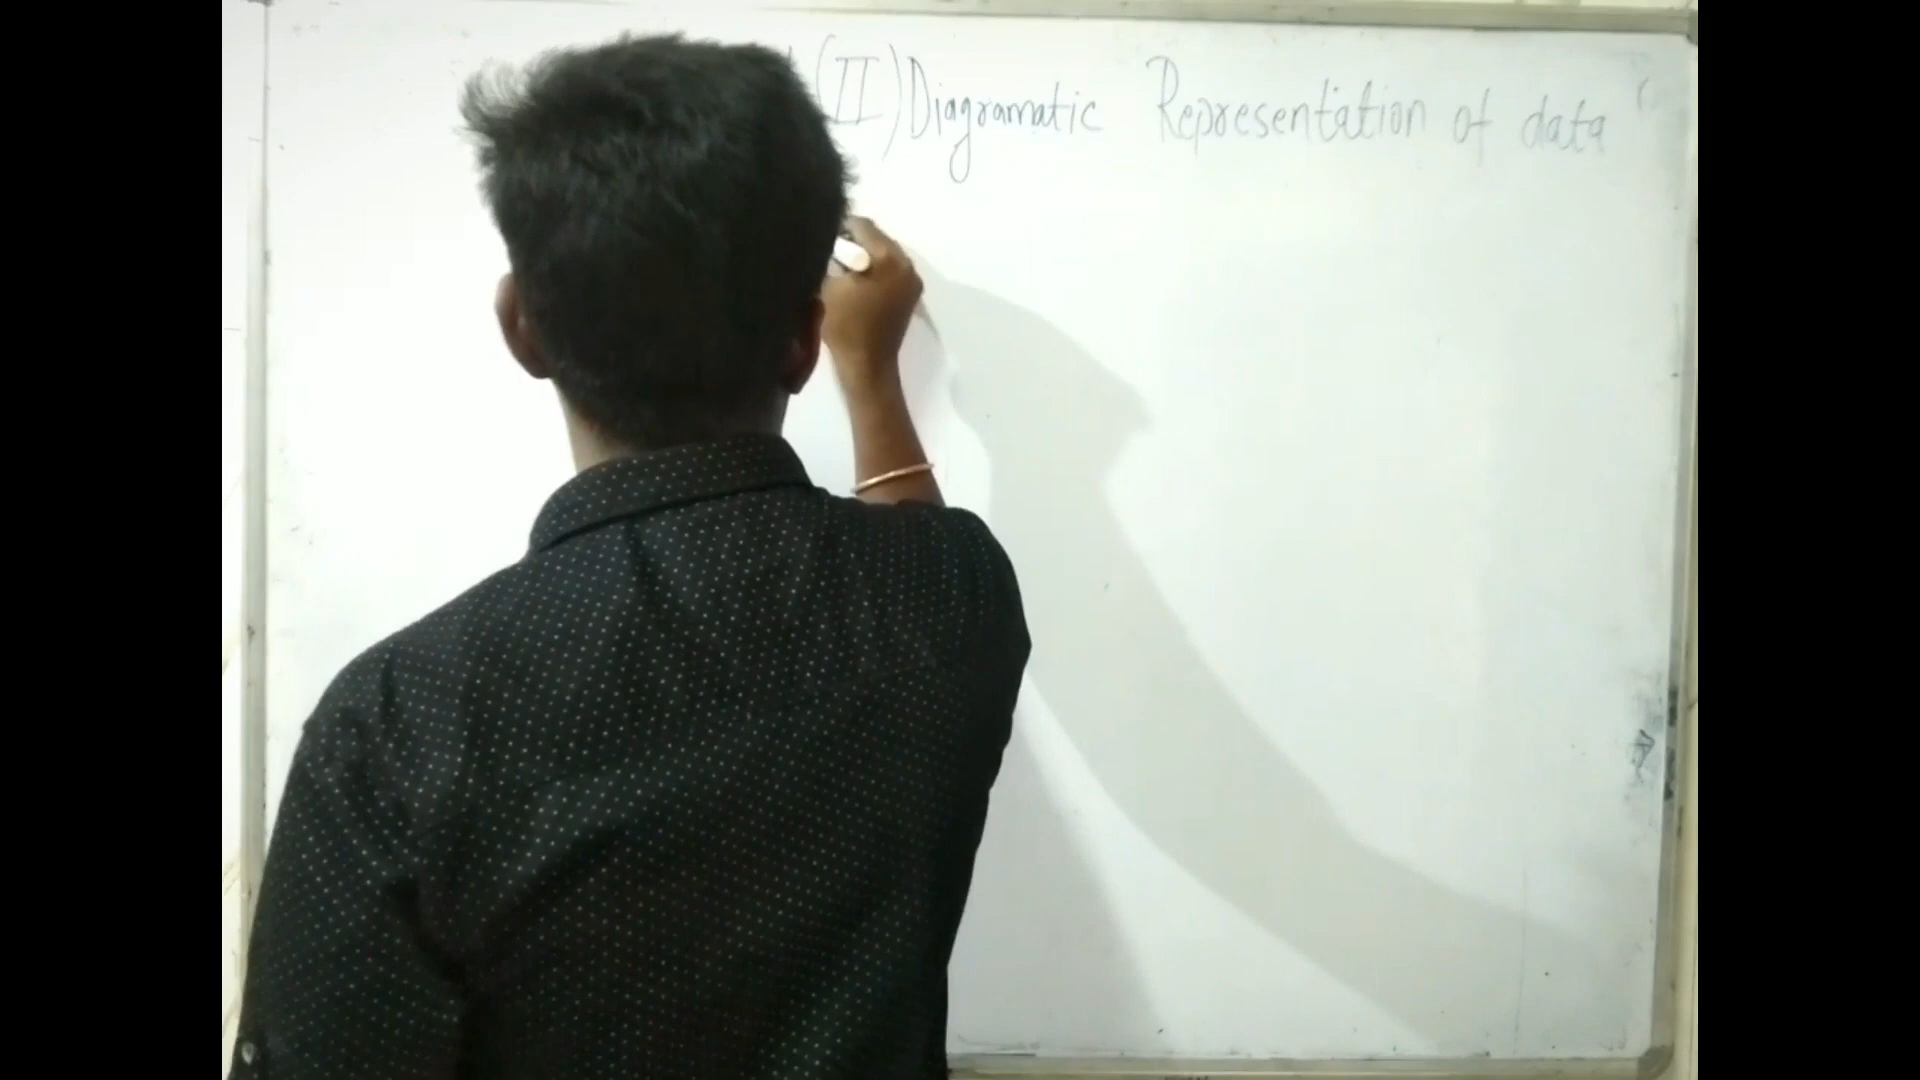 (II) Diagramatic Representation of data